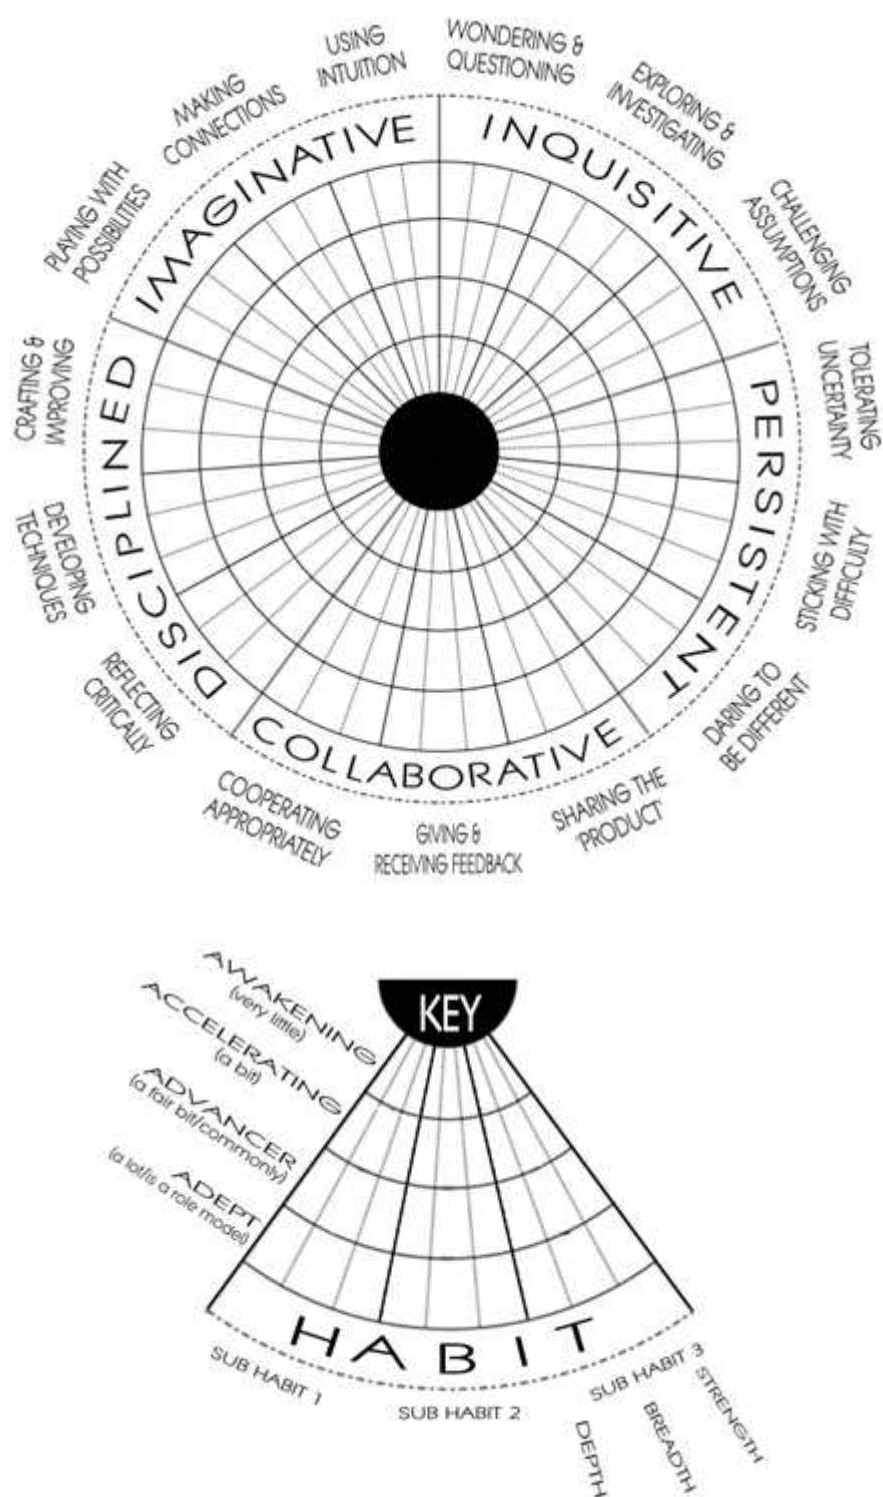 USING
INTUITION
WONDERING &
QUESTIONING
EXPLORING &
INVESTIGATING
CHALLENGING
ASSUMPTIONS
TOLERATING
UNCERTAINTY
STICKING WITH
DIFFICULTY
DARING TO
BE DIFFERENT
SHARING THE
'PRODUCT'
GIVING &
RECEIVING FEEDBACK
COOPERATING
APPROPRIATELY
REFLECTING
CRITICALLY
DEVELOPING
TECHNIQUES
CRAFTING &
IMPROVING
PLAYING WITH
POSSIBILITIES
MAKING
CONNECTIONS
IMAGINATIVE
INQUISITIVE
PERSISTENT
COLLABORATIVE
DISCIPLINED
KEY
AWAKENING
(very little)
ACCELERATING
(a bit)
ADVANCER
(a fair bit/commonly)
ADEPT
(a lot/is a role model)
HABIT
SUB HABIT 1
SUB HABIT 2
SUB HABIT 3
DEPTH
BREADTH
STRENGTH